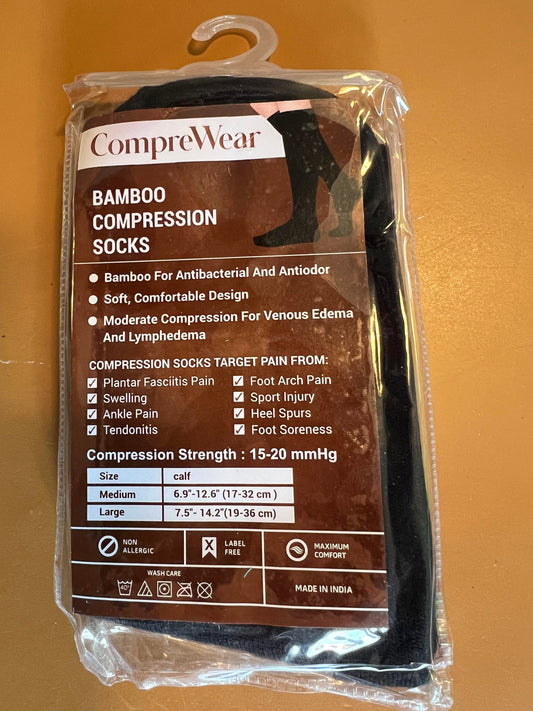 CompreWear
BAMBOO
COMPRESSION
SOCKS
Bamboo For Antibacterial And Antiodor
Soft, Comfortable Design
Moderate Compression For Venous Edema
And Lymphedema
COMPRESSION SOCKS TARGET PAIN FROM:
Plantar Fasciitis Pain Foot Arch Pain
Swelling Sport Injury
Ankle Pain Heel Spurs
Tendonitis Foot Soreness
Compression Strength : 15-20 mmHg
Size calf
Medium 6.9"-12.6" (17-32 cm )
Large 7.5"- 14.2"(19-36 cm)
NON
ALLERGIC
LABEL
FREE
MAXIMUM
COMFORT
WASH CARE
40°
MADE IN INDIA